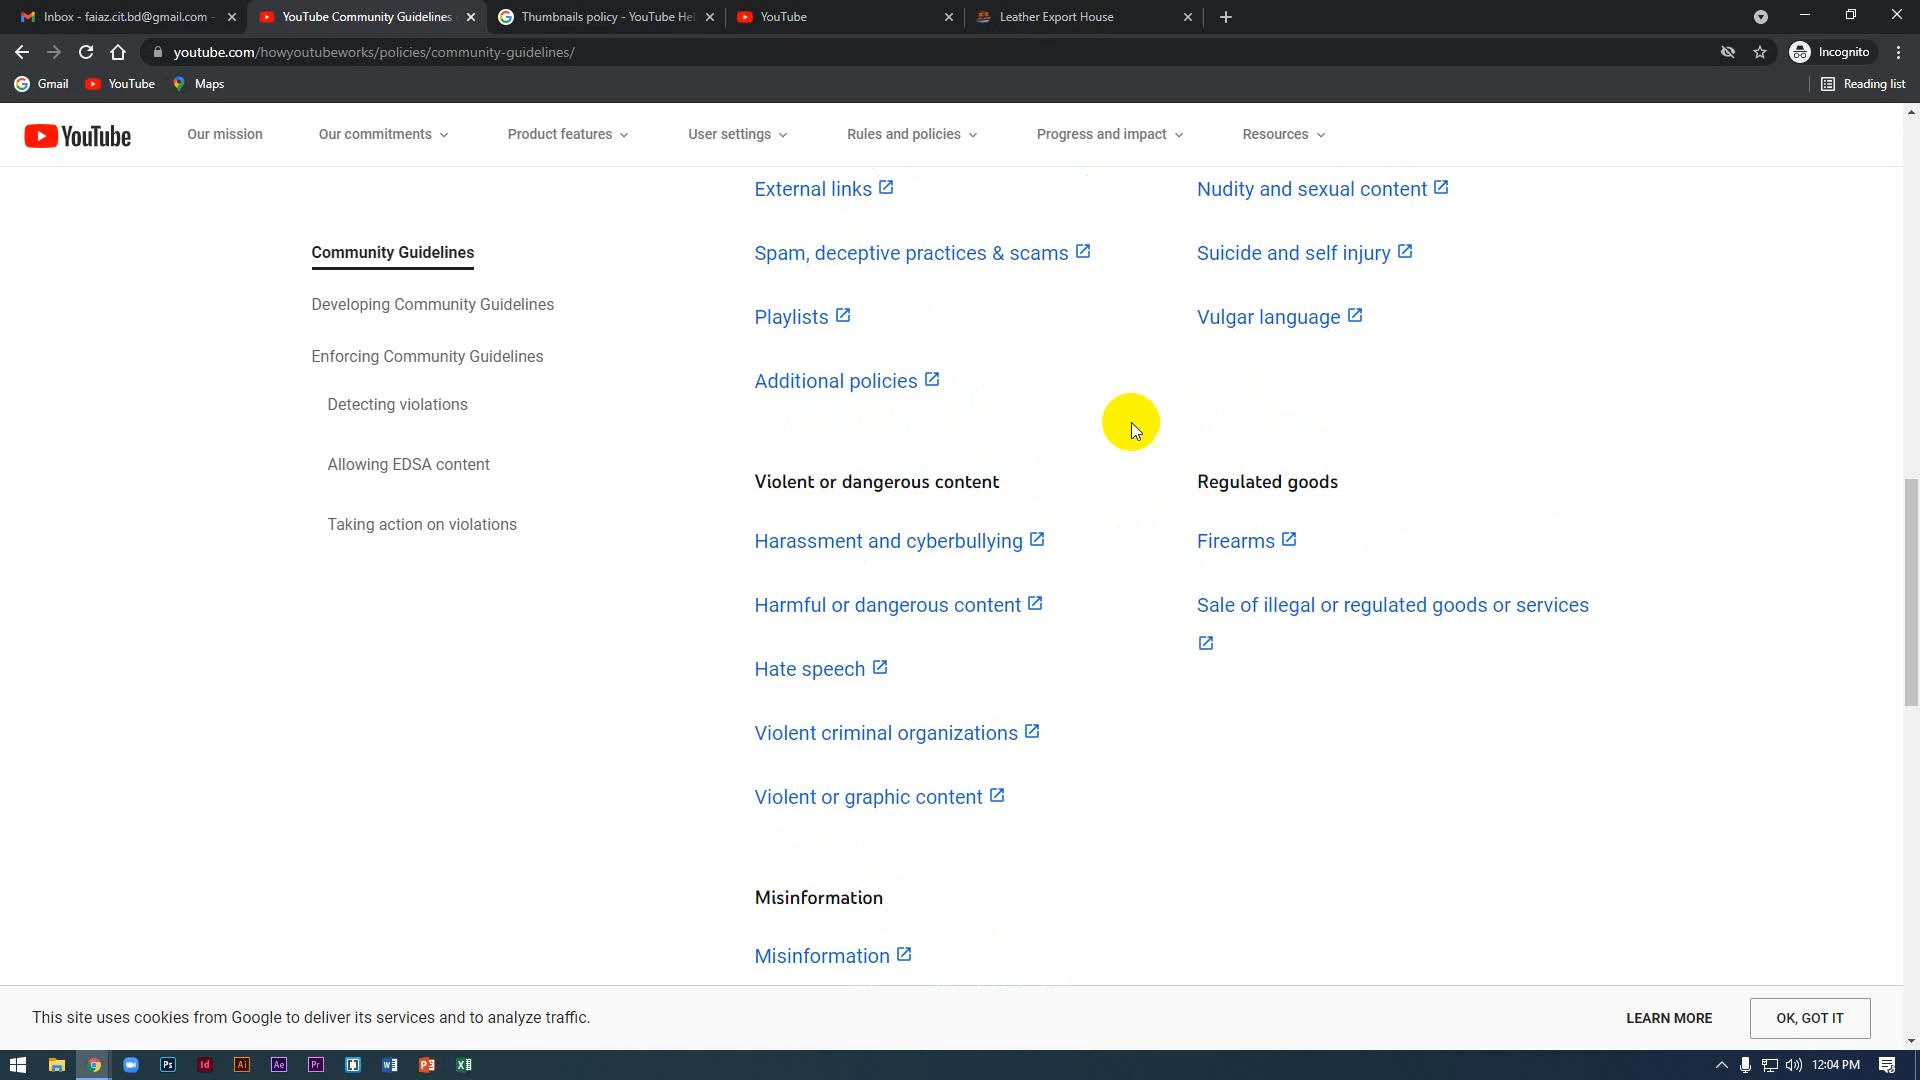 Inbox - faiaz.cit.bd@gmail.com -
YouTube Community Guidelines
Thumbnails policy - YouTube Hel
YouTube
Leather Export House
youtube.com/howyoutubeworks/policies/community-guidelines/
Incognito
Gmail
YouTube
Maps
Reading list
YouTube
Our mission
Our commitments
Product features
User settings
Rules and policies
Progress and impact
Resources
Community Guidelines
Developing Community Guidelines
Enforcing Community Guidelines
Detecting violations
Allowing EDSA content
Taking action on violations
External links
Spam, deceptive practices & scams
Playlists
Additional policies
Nudity and sexual content
Suicide and self injury
Vulgar language
Violent or dangerous content
Harassment and cyberbullying
Harmful or dangerous content
Hate speech
Violent criminal organizations
Violent or graphic content
Regulated goods
Firearms
Sale of illegal or regulated goods or services
Misinformation
Misinformation
This site uses cookies from Google to deliver its services and to analyze traffic.
LEARN MORE
OK, GOT IT
Ps
Id
Ai
Ae
Pr
W
P
X
12:04 PM